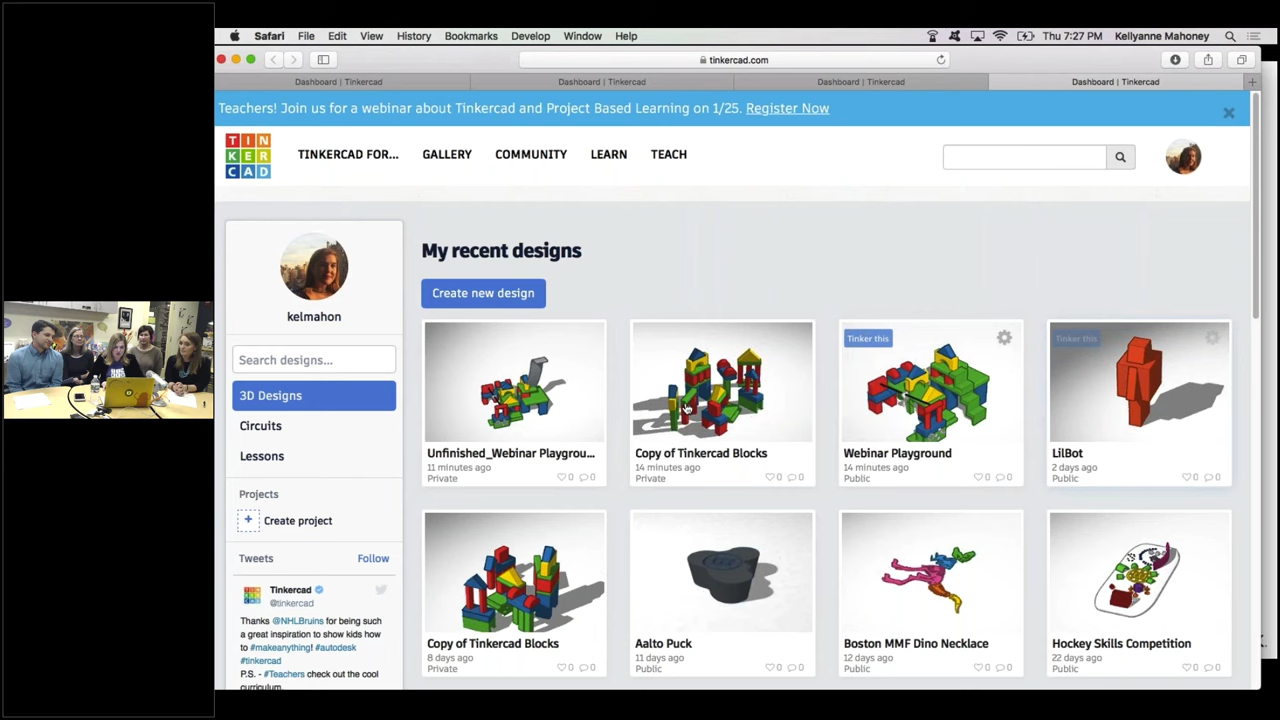 Safari File Edit View History Bookmarks Develop Window Help Thu 7:27 PM Kellyanne Mahoney
tinkercad.com
Dashboard | Tinkercad Dashboard | Tinkercad Dashboard | Tinkercad Dashboard | Tinkercad
Teachers! Join us for a webinar about Tinkercad and Project Based Learning on 1/25. Register Now
TIN
KER
CAD
TINKERCAD FOR... GALLERY COMMUNITY LEARN TEACH
kelmahon
Search designs...
3D Designs
Circuits
Lessons
Projects
+ Create project
Tweets Follow
Tinkercad
@tinkercad
Thanks @NHLBruins for being such
a great inspiration to show kids how
to #makeanything! #autodesk
#tinkercad
P.S. - #Teachers check out the cool
curriculum
My recent designs
Create new design
Tinker this Tinker this
Unfinished_Webinar Playgrou... Copy of Tinkercad Blocks Webinar Playground LilBot
11 minutes ago 14 minutes ago 14 minutes ago 2 days ago
Private 0 0 Private 0 0 Public 0 0 Public 0 0
Copy of Tinkercad Blocks Aalto Puck Boston MMF Dino Necklace Hockey Skills Competition
8 days ago 11 days ago 12 days ago 22 days ago
Private 0 0 Public 0 0 Public 0 0 Public 0 0